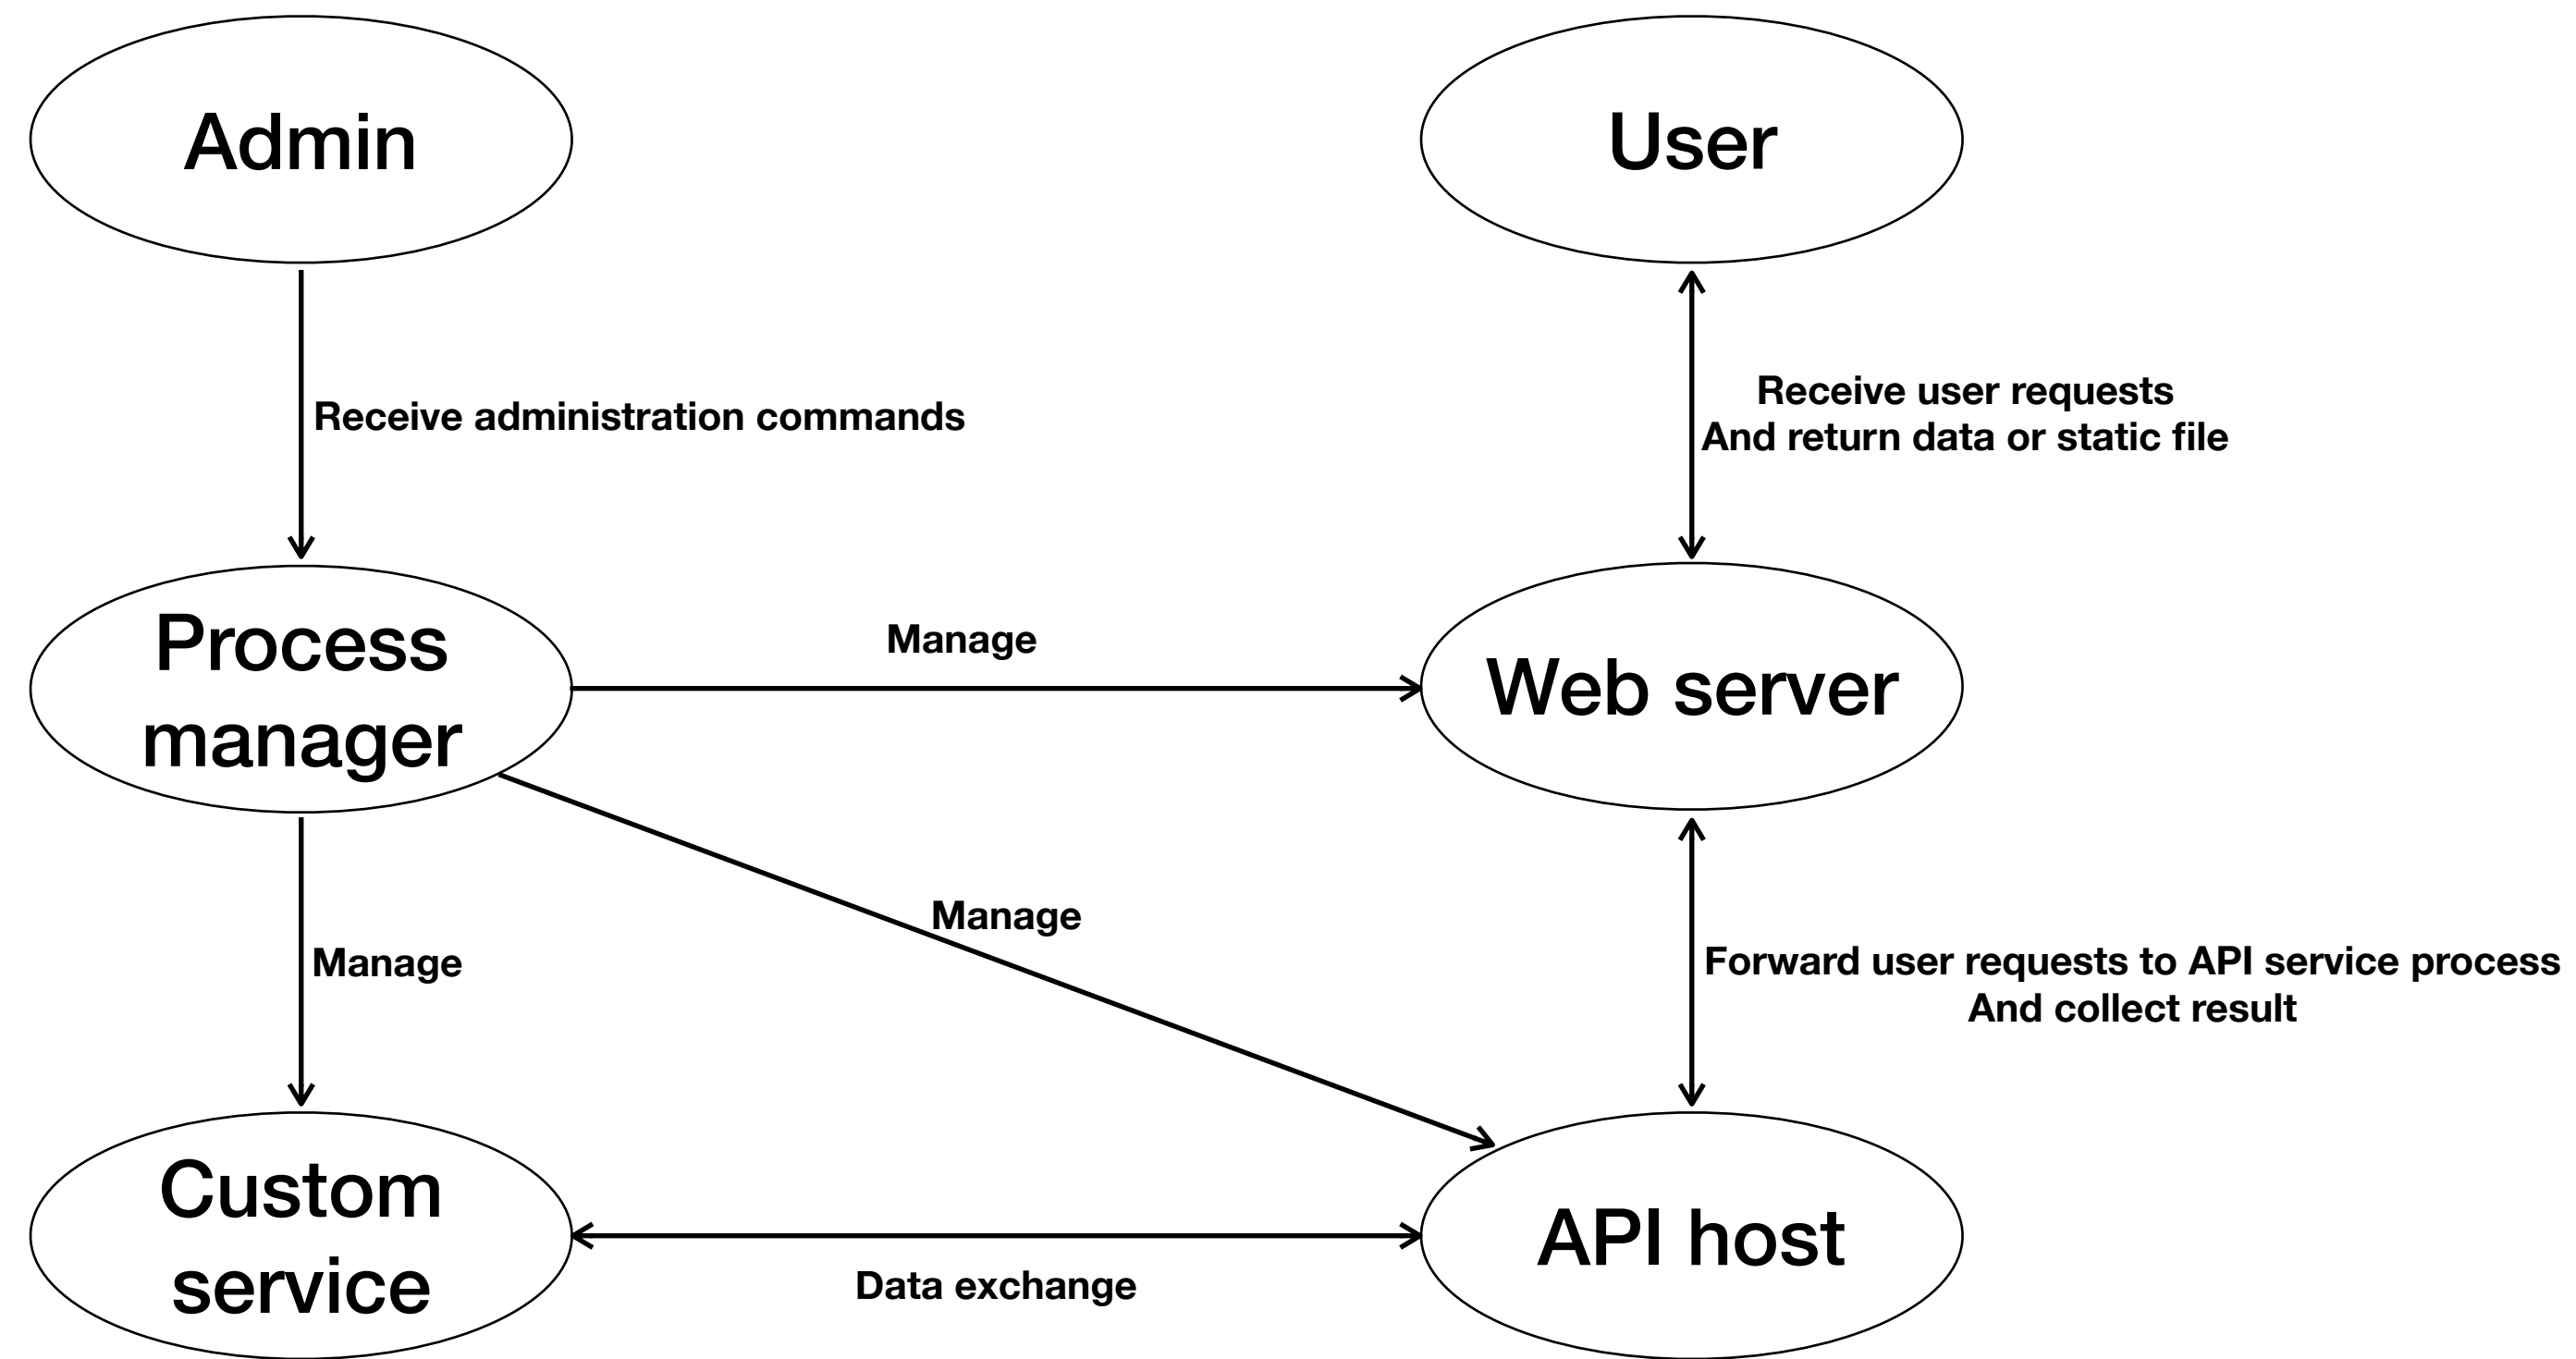 Admin
User
Receive administration commands
Receive user requests
And return data or static file
Process
manager
Manage
Web server
Manage
Manage
Forward user requests to API service process
And collect result
Custom
service
Data exchange
API host